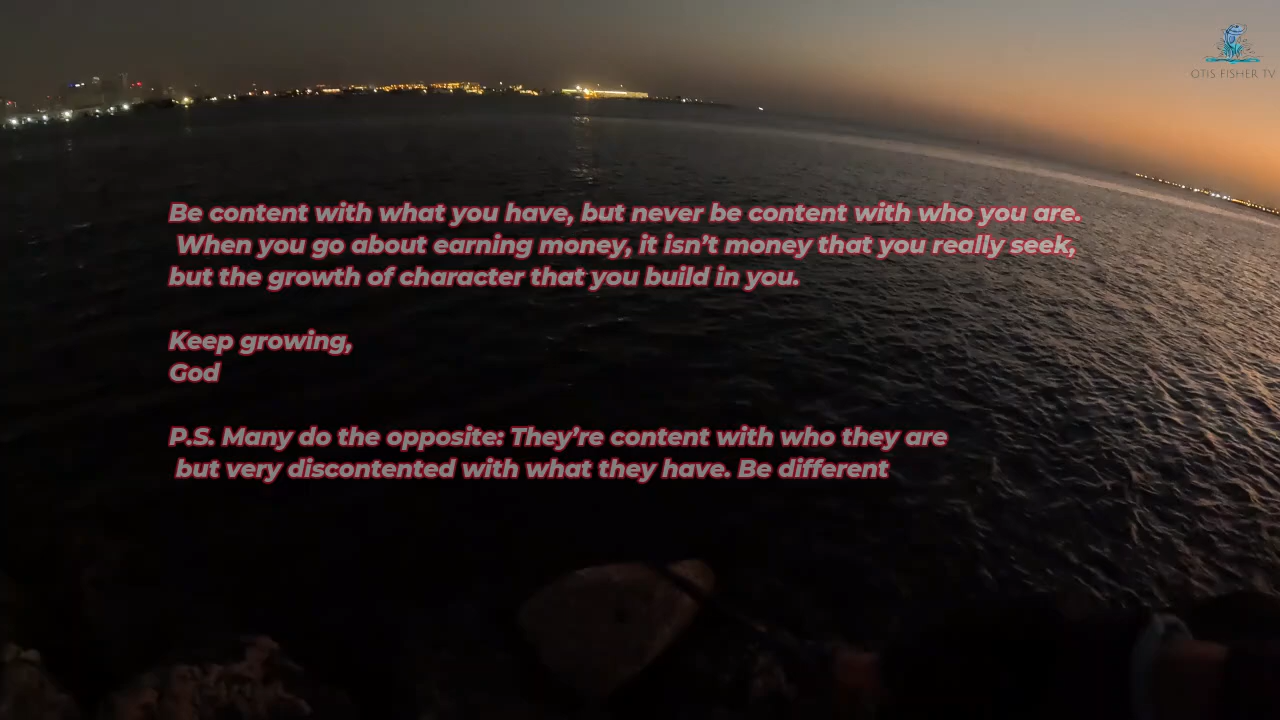 OTIS FISHER TV
Be content with what you have, but never be content with who you are.
When you go about earning money, it isn’t money that you really seek,
but the growth of character that you build in you.
Keep growing,
God
P.S. Many do the opposite: They’re content with who they are
but very discontented with what they have. Be different